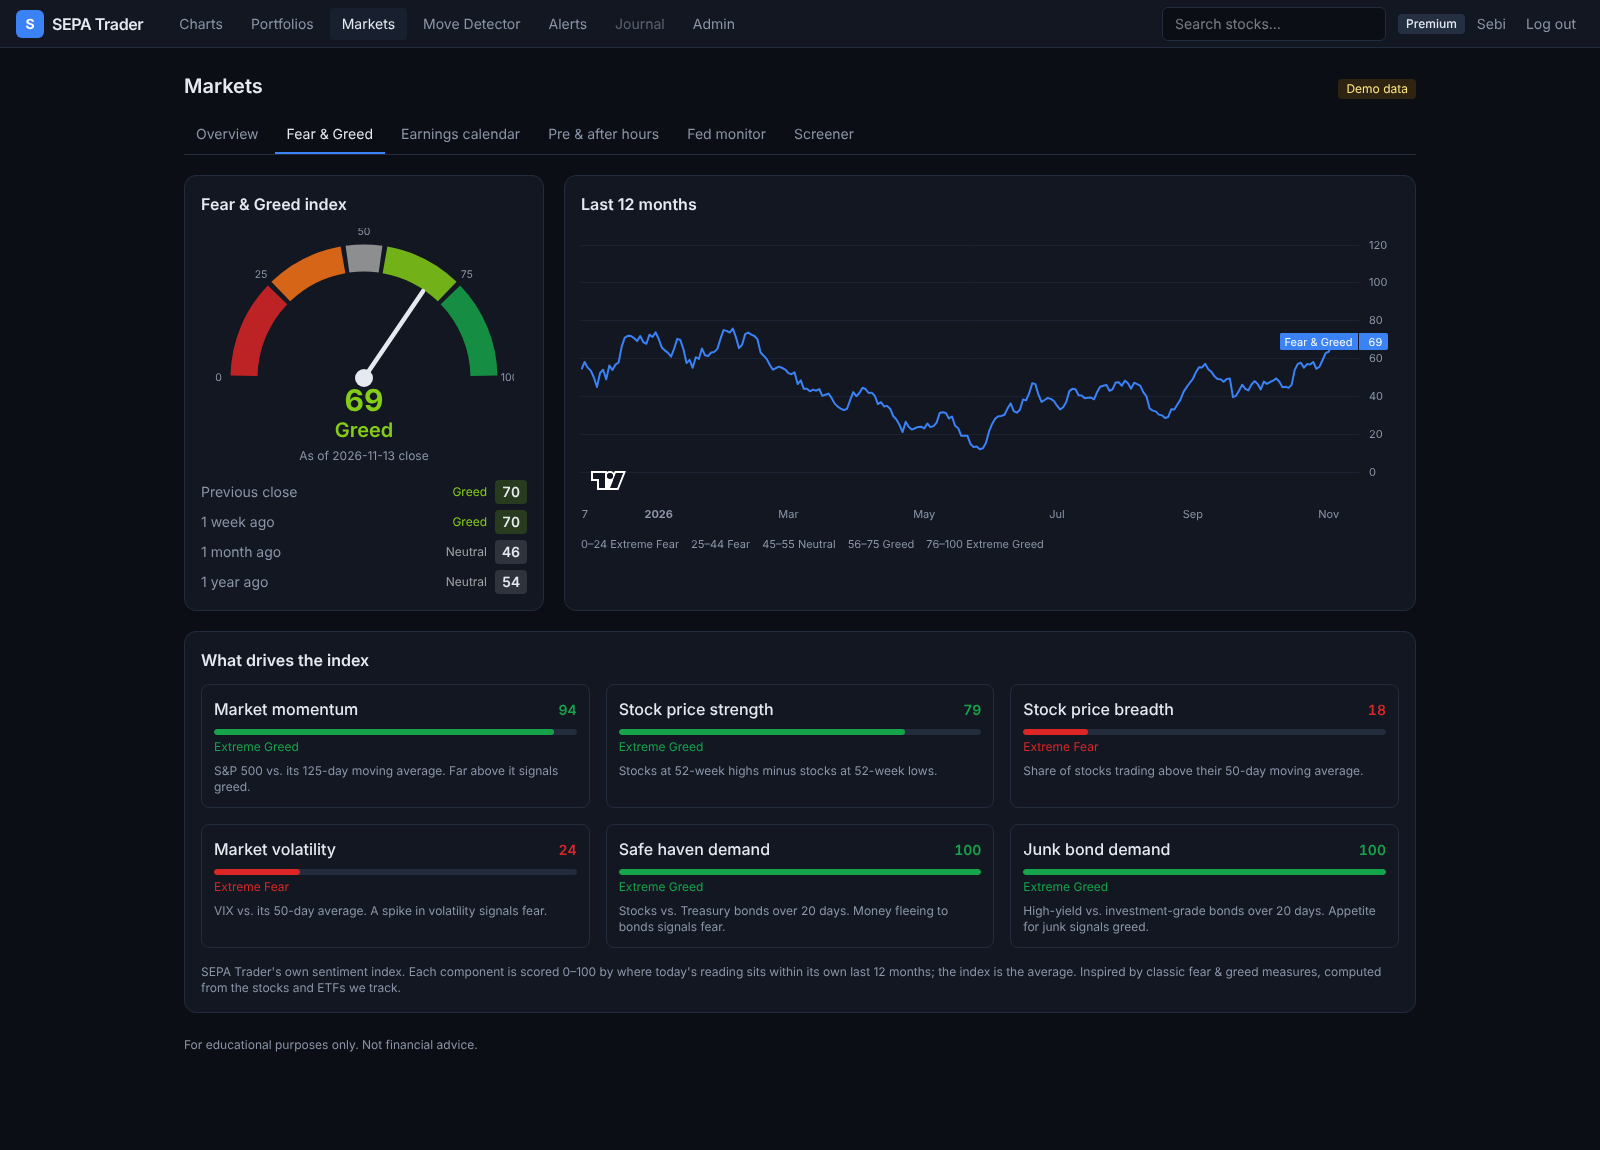 S SEPA Trader Charts Portfolios Markets Move Detector Alerts Journal Admin Search stocks... Premium Sebi Log out
Markets
Demo data
Overview Fear & Greed Earnings calendar Pre & after hours Fed monitor Screener
Fear & Greed index
50
25 75
0 100
69
Greed
As of 2026-11-13 close
Previous close Greed 70
1 week ago Greed 70
1 month ago Neutral 46
1 year ago Neutral 54
Last 12 months
120
100
80
Fear & Greed 69
60
40
20
0
7 2026 Mar May Jul Sep Nov
0–24 Extreme Fear 25–44 Fear 45–55 Neutral 56–75 Greed 76–100 Extreme Greed
What drives the index
Market momentum 94
Extreme Greed
S&P 500 vs. its 125-day moving average. Far above it signals
greed.
Stock price strength 79
Extreme Greed
Stocks at 52-week highs minus stocks at 52-week lows.
Stock price breadth 18
Extreme Fear
Share of stocks trading above their 50-day moving average.
Market volatility 24
Extreme Fear
VIX vs. its 50-day average. A spike in volatility signals fear.
Safe haven demand 100
Extreme Greed
Stocks vs. Treasury bonds over 20 days. Money fleeing to
bonds signals fear.
Junk bond demand 100
Extreme Greed
High-yield vs. investment-grade bonds over 20 days. Appetite
for junk signals greed.
SEPA Trader's own sentiment index. Each component is scored 0–100 by where today's reading sits within its own last 12 months; the index is the average. Inspired by classic fear & greed measures, computed
from the stocks and ETFs we track.
For educational purposes only. Not financial advice.